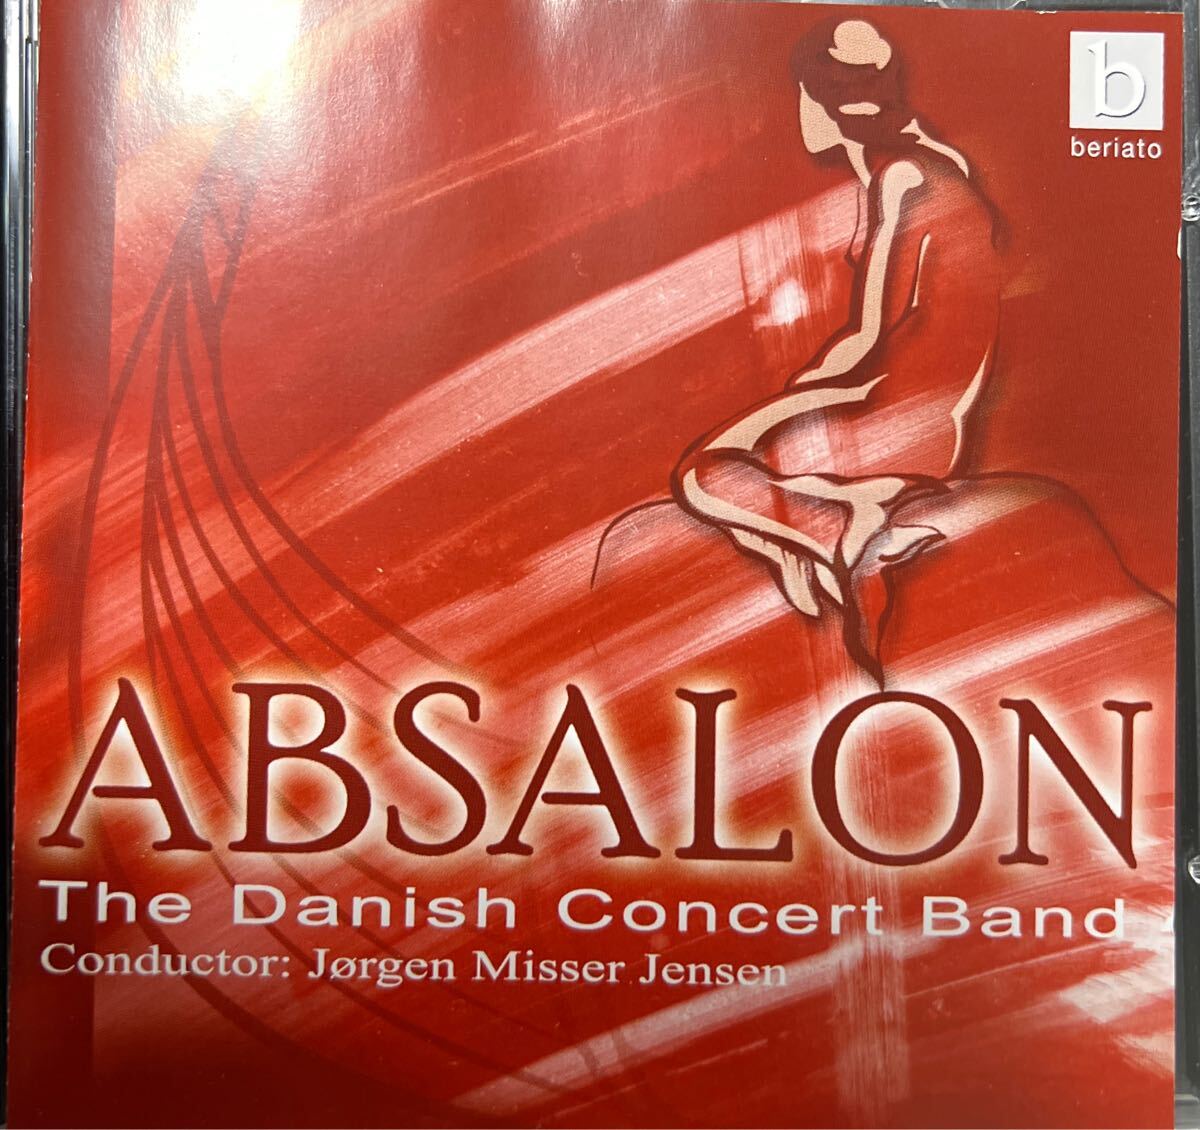 b
beriato
ABSALON
The Danish Concert Band
Conductor: Jørgen Misser Jensen